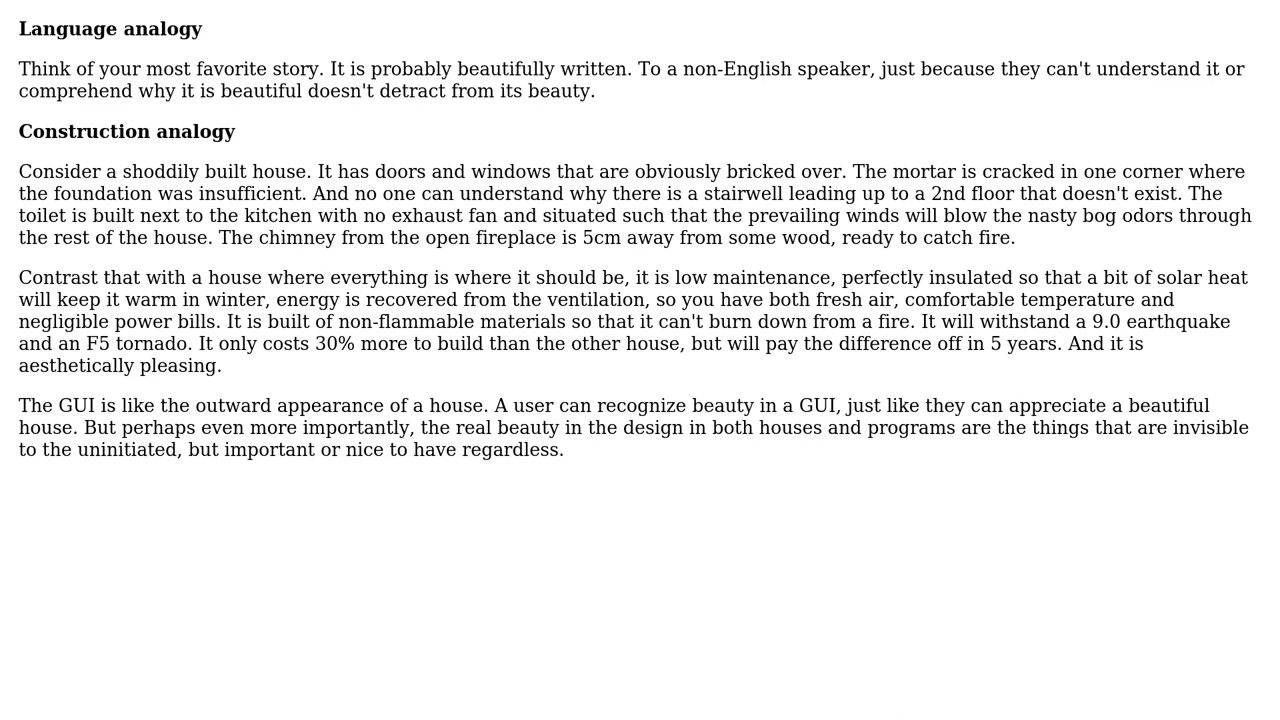 Language analogy
Think of your most favorite story. It is probably beautifully written. To a non-English speaker, just because they can't understand it or
comprehend why it is beautiful doesn't detract from its beauty.
Construction analogy
Consider a shoddily built house. It has doors and windows that are obviously bricked over. The mortar is cracked in one corner where
the foundation was insufficient. And no one can understand why there is a stairwell leading up to a 2nd floor that doesn't exist. The
toilet is built next to the kitchen with no exhaust fan and situated such that the prevailing winds will blow the nasty bog odors through
the rest of the house. The chimney from the open fireplace is 5cm away from some wood, ready to catch fire.
Contrast that with a house where everything is where it should be, it is low maintenance, perfectly insulated so that a bit of solar heat
will keep it warm in winter, energy is recovered from the ventilation, so you have both fresh air, comfortable temperature and
negligible power bills. It is built of non-flammable materials so that it can't burn down from a fire. It will withstand a 9.0 earthquake
and an F5 tornado. It only costs 30% more to build than the other house, but will pay the difference off in 5 years. And it is
aesthetically pleasing.
The GUI is like the outward appearance of a house. A user can recognize beauty in a GUI, just like they can appreciate a beautiful
house. But perhaps even more importantly, the real beauty in the design in both houses and programs are the things that are invisible
to the uninitiated, but important or nice to have regardless.